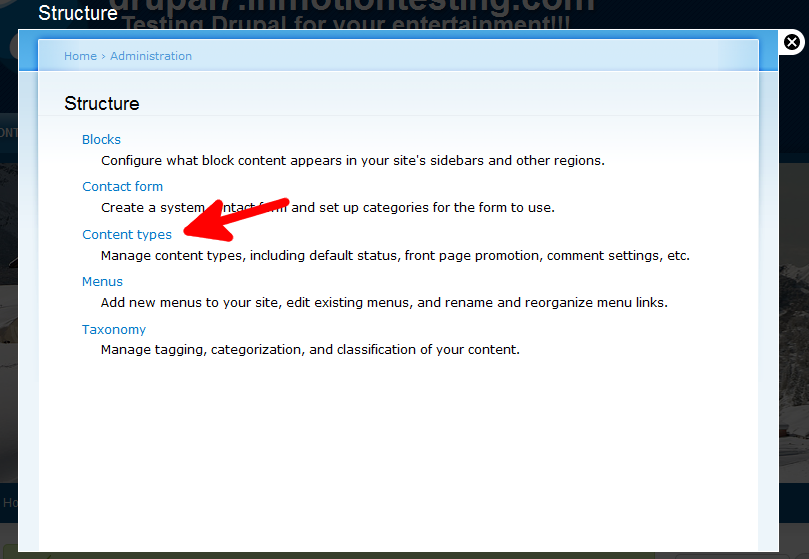 Structure
drupal7.inmotiontesting.com
Testing Drupal for your entertainment!!!
Home › Administration
Structure
Blocks
Configure what block content appears in your site's sidebars and other regions.
Contact form
Create a system contact form and set up categories for the form to use.
Content types
Manage content types, including default status, front page promotion, comment settings, etc.
Menus
Add new menus to your site, edit existing menus, and rename and reorganize menu links.
Taxonomy
Manage tagging, categorization, and classification of your content.